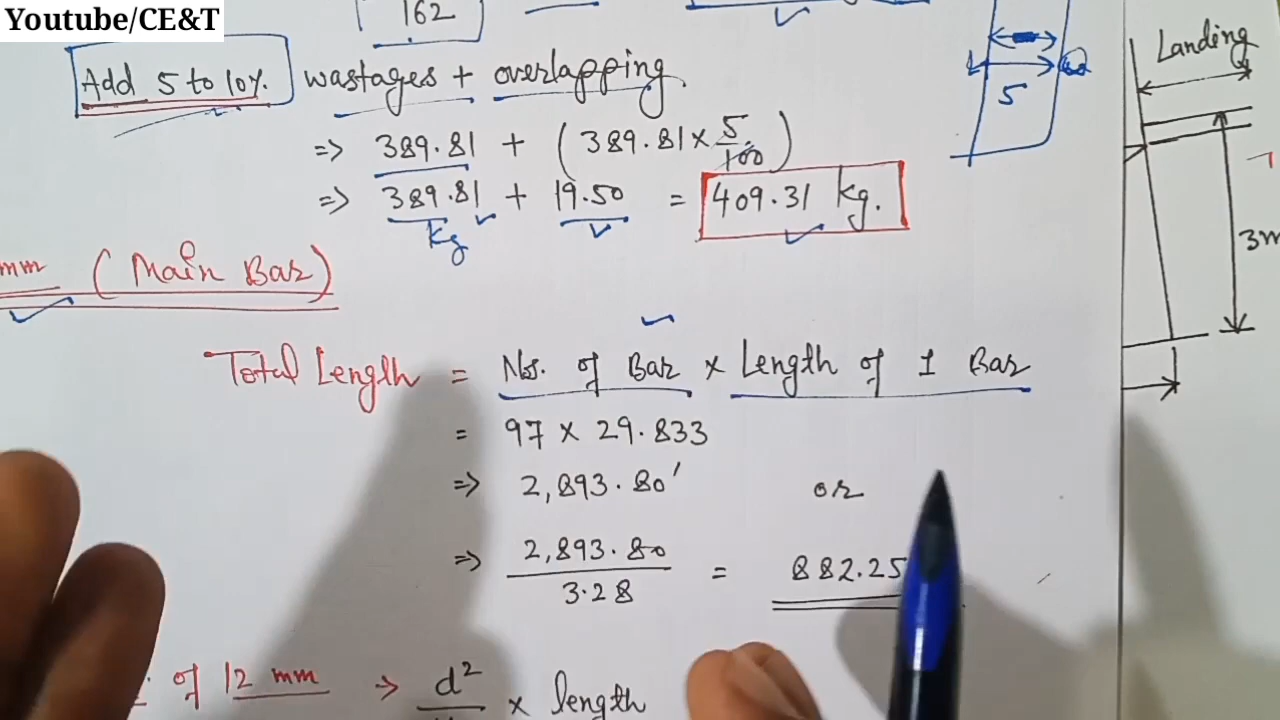 Youtube/CE&T
162
Add 5 to 10%. wastages + overlapping.
5
Landing
=> 389.81 + (389.81 × 5/100)
=> 389.81 + 19.50 = 409.31 kg.
kg
3m
mm (Main Bar)
Total Length = Nos. of Bar × Length of 1 Bar
= 97 × 29.833
=> 2,893.80' or
=> 2,893.80/3.28 = 882.25
of 12 mm → d² × length